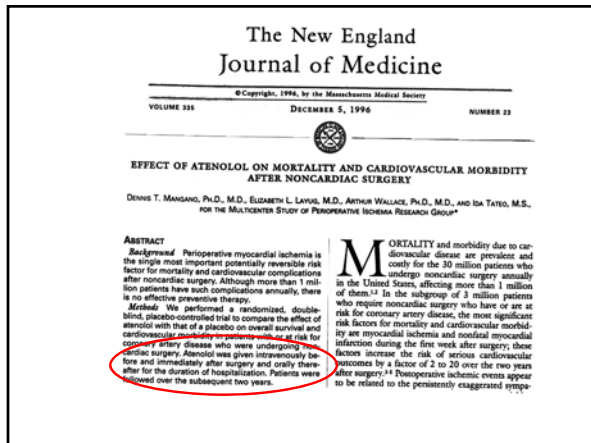 The New England
Journal of Medicine
©Copyright, 1996, by the Massachusetts Medical Society
VOLUME 335
DECEMBER 5, 1996
NUMBER 23
EFFECT OF ATENOLOL ON MORTALITY AND CARDIOVASCULAR MORBIDITY
AFTER NONCARDIAC SURGERY
DENNIS T. MANGANO, PH.D., M.D., ELIZABETH L. LAYUG, M.D., ARTHUR WALLACE, PH.D., M.D., AND IDA TATEO, M.S.,
FOR THE MULTICENTER STUDY OF PERIOPERATIVE ISCHEMIA RESEARCH GROUP*
ABSTRACT
Background Perioperative myocardial ischemia is
the single most important potentially reversible risk
factor for mortality and cardiovascular complications
after noncardiac surgery. Although more than 1 mil-
lion patients have such complications annually, there
is no effective preventive therapy.
Methods We performed a randomized, double-
blind, placebo-controlled trial to compare the effect of
atenolol with that of a placebo on overall survival and
cardiovascular morbidity in patients with or at risk for
coronary artery disease who were undergoing non-
cardiac surgery. Atenolol was given intravenously be-
fore and immediately after surgery and orally there-
after for the duration of hospitalization. Patients were
followed over the subsequent two years.
MORTALITY and morbidity due to car-
diovascular disease are prevalent and
costly for the 30 million patients who
undergo noncardiac surgery annually
in the United States, affecting more than 1 million
of them.1,2 In the subgroup of 3 million patients
who require noncardiac surgery who have or are at
risk for coronary artery disease, the most significant
risk factors for mortality and cardiovascular morbid-
ity are myocardial ischemia and nonfatal myocardial
infarction during the first week after surgery; these
factors increase the risk of serious cardiovascular
outcomes by a factor of 2 to 20 over the two years
after surgery. Postoperative ischemic events appear
to be related to the persistently exaggerated sympa-